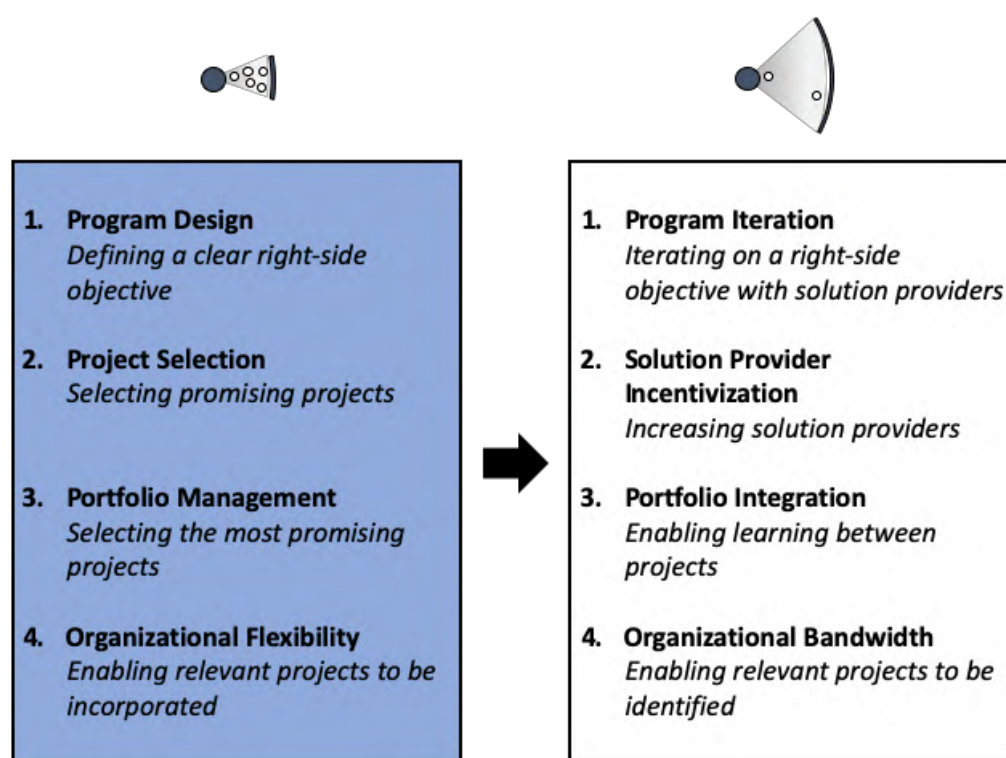 1. Program Design
Defining a clear right-side
objective
2. Project Selection
Selecting promising projects
3. Portfolio Management
Selecting the most promising
projects
4. Organizational Flexibility
Enabling relevant projects to be
incorporated
1. Program Iteration
Iterating on a right-side
objective with solution providers
2. Solution Provider
Incentivization
Increasing solution providers
3. Portfolio Integration
Enabling learning between
projects
4. Organizational Bandwidth
Enabling relevant projects to be
identified